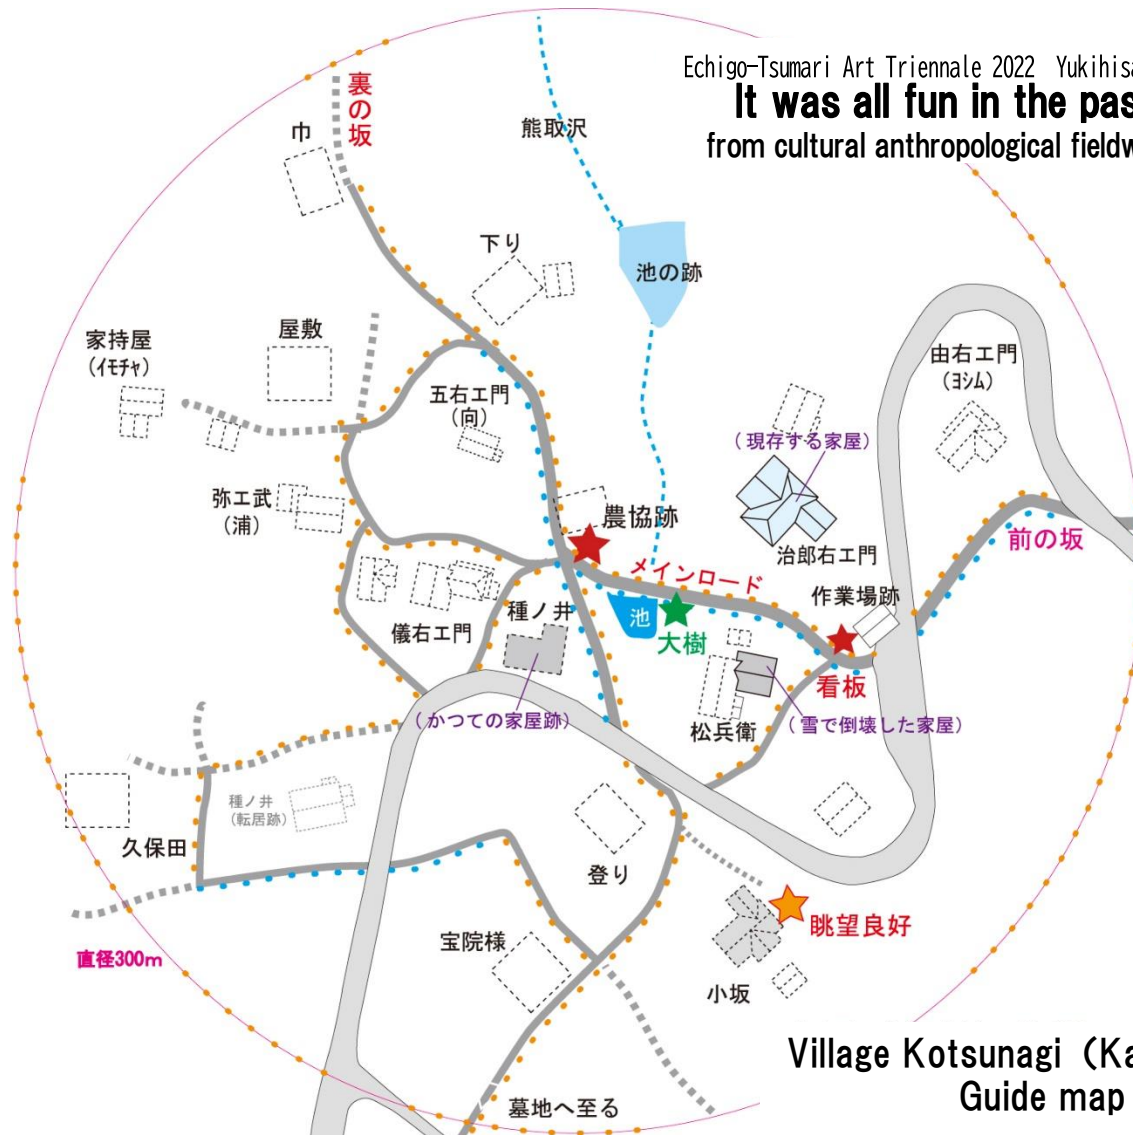 Echigo-Tsumari Art Triennale 2022 Yukihisa
It was all fun in the pas
from cultural anthropological fieldw
裏の坂
巾
熊取沢
下り
池の跡
家持屋
(イモチャ)
屋敷
由右エ門
(ヨシム)
五右エ門
(向)
(現存する家屋)
弥エ武
(浦)
農協跡
前の坂
治郎右エ門
メインロード
作業場跡
種ノ井
池
大樹
儀右エ門
看板
(かつての家屋跡)
松兵衛
(雪で倒壊した家屋)
種ノ井
(転居跡)
久保田
登り
眺望良好
宝院様
直径300m
小坂
Village Kotsunagi (Ka
Guide map
墓地へ至る